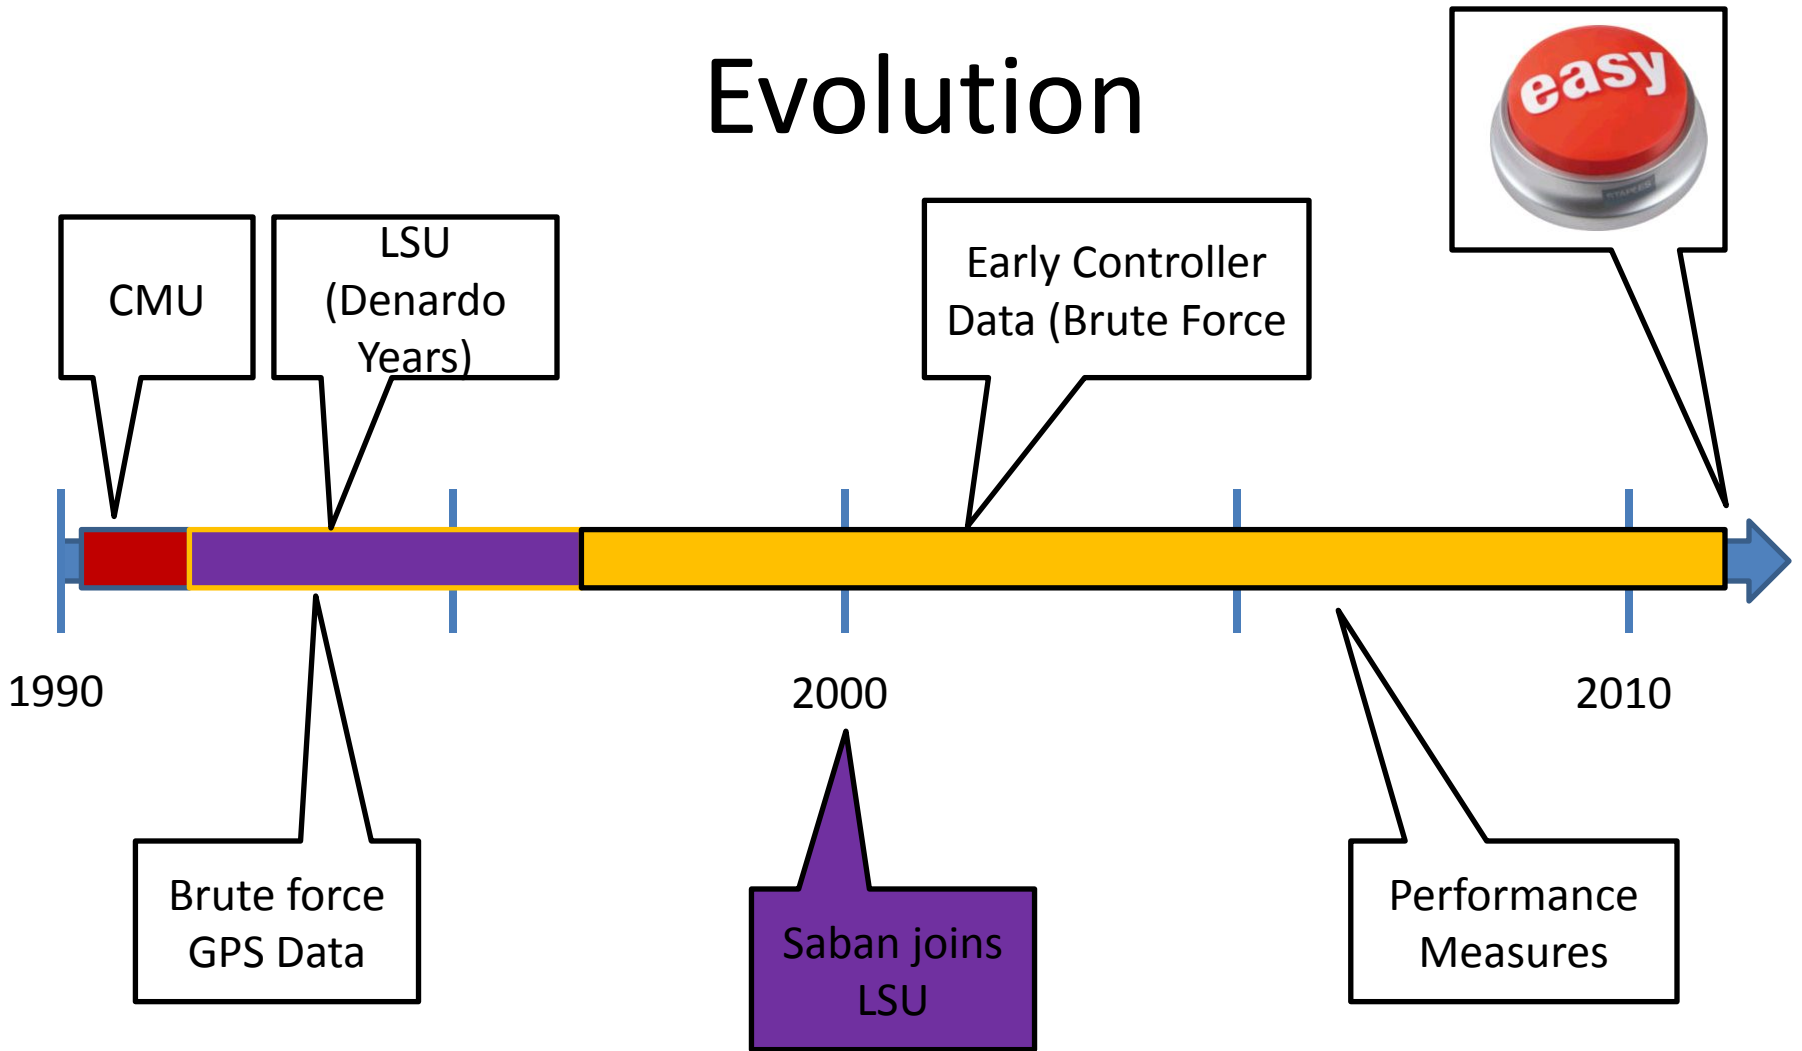 Evolution
easy
STAPLES
CMU
LSU
(Denardo
Years)
Early Controller
Data (Brute Force
1990
2000
2010
Brute force
GPS Data
Saban joins
LSU
Performance
Measures